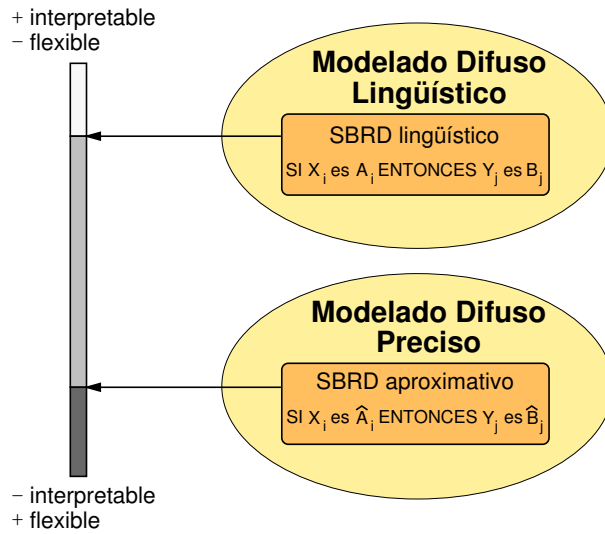 + interpretable
− flexible
Modelado Difuso
Lingüístico
SBRD lingüístico
SI X_i es A_i ENTONCES Y_j es B_j
Modelado Difuso
Preciso
SBRD aproximativo
SI X_i es Â_i ENTONCES Y_j es B̂_j
− interpretable
+ flexible